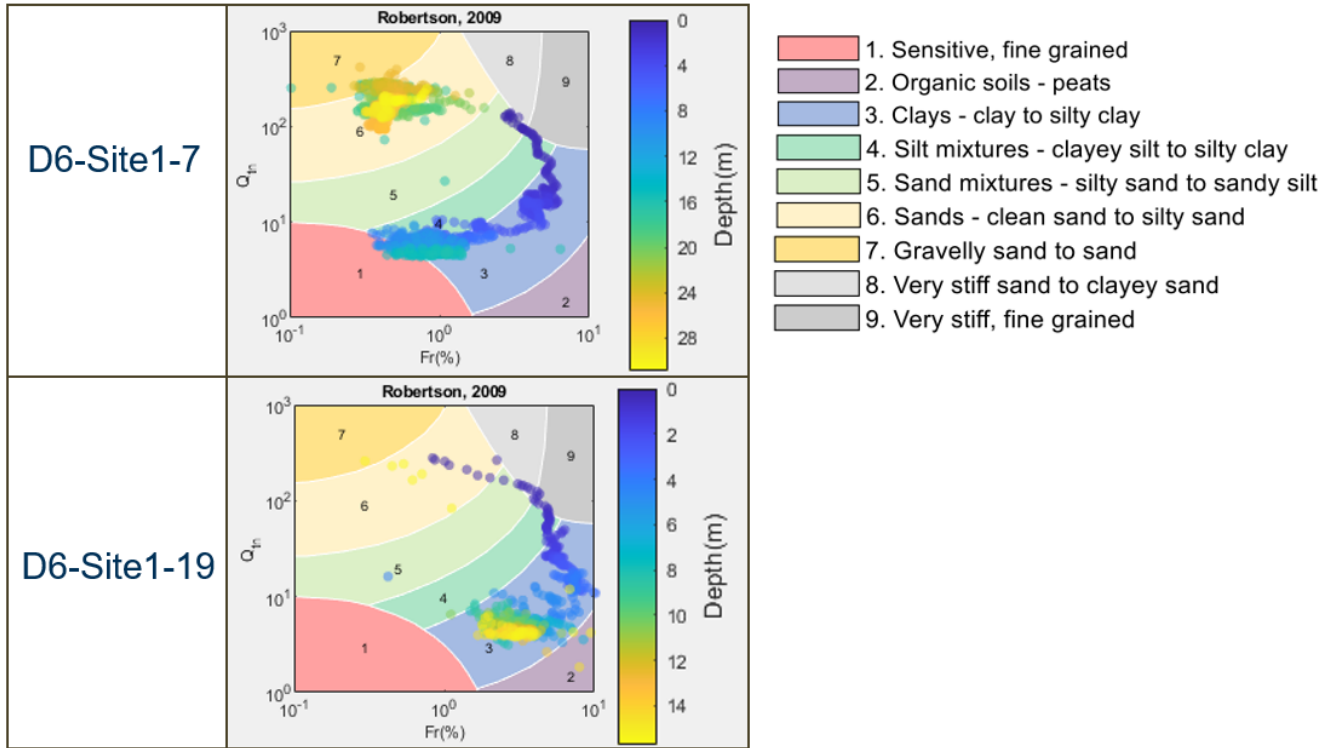 D6-Site1-7
Robertson, 2009
10^3
10^2
10^1
10^0
Q_tn
7
8
9
6
5
4
1
3
2
10^-1
10^0
10^1
Fr(%)
0
4
8
12
16
20
24
28
Depth(m)
1. Sensitive, fine grained
2. Organic soils - peats
3. Clays - clay to silty clay
4. Silt mixtures - clayey silt to silty clay
5. Sand mixtures - silty sand to sandy silt
6. Sands - clean sand to silty sand
7. Gravelly sand to sand
8. Very stiff sand to clayey sand
9. Very stiff, fine grained
D6-Site1-19
Robertson, 2009
10^3
10^2
10^1
10^0
Q_tn
7
8
9
6
5
4
1
3
2
10^-1
10^0
10^1
Fr(%)
0
2
4
6
8
10
12
14
Depth(m)